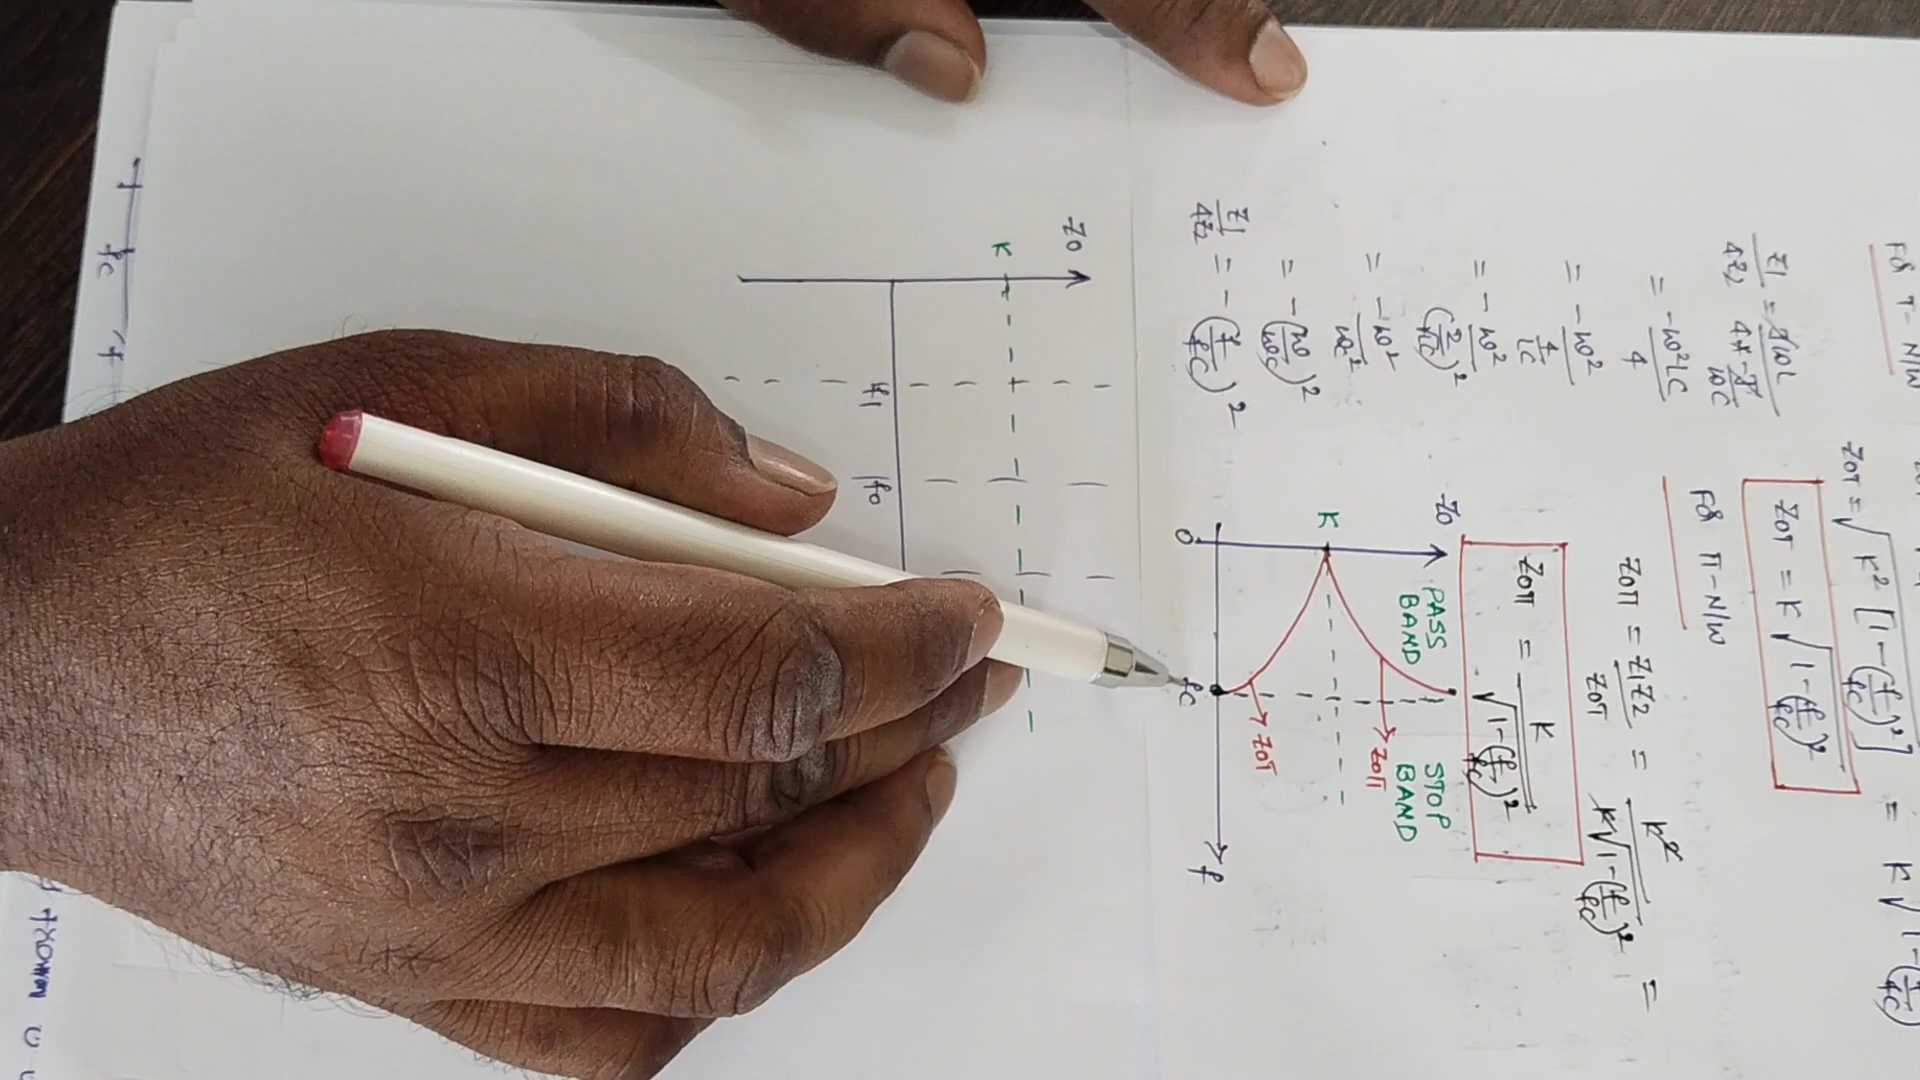 For T-N/W
Z1/4Z2 = jωL/(4×-j/ωC)
= -ω²LC/4
= -ω²/(4/LC)
= -ω²/(2/√LC)²
= -ω²/ωc²
= -(ω/ωc)²
Z1/4Z2 = -(f/fc)²
Z0T = √K²[1-(f/fc)²] = K√1-(f/fc)
Z0T = K√1-(f/fc)²
For π-N/W
Z0π = Z1Z2/Z0T = K²/K√1-(f/fc)² =
Z0π = K/√1-(f/fc)²
Z0
PASS BAND
STOP BAND
K
Z0π
Z0T
0
fc
f
Z0
K
f1
f0
fc